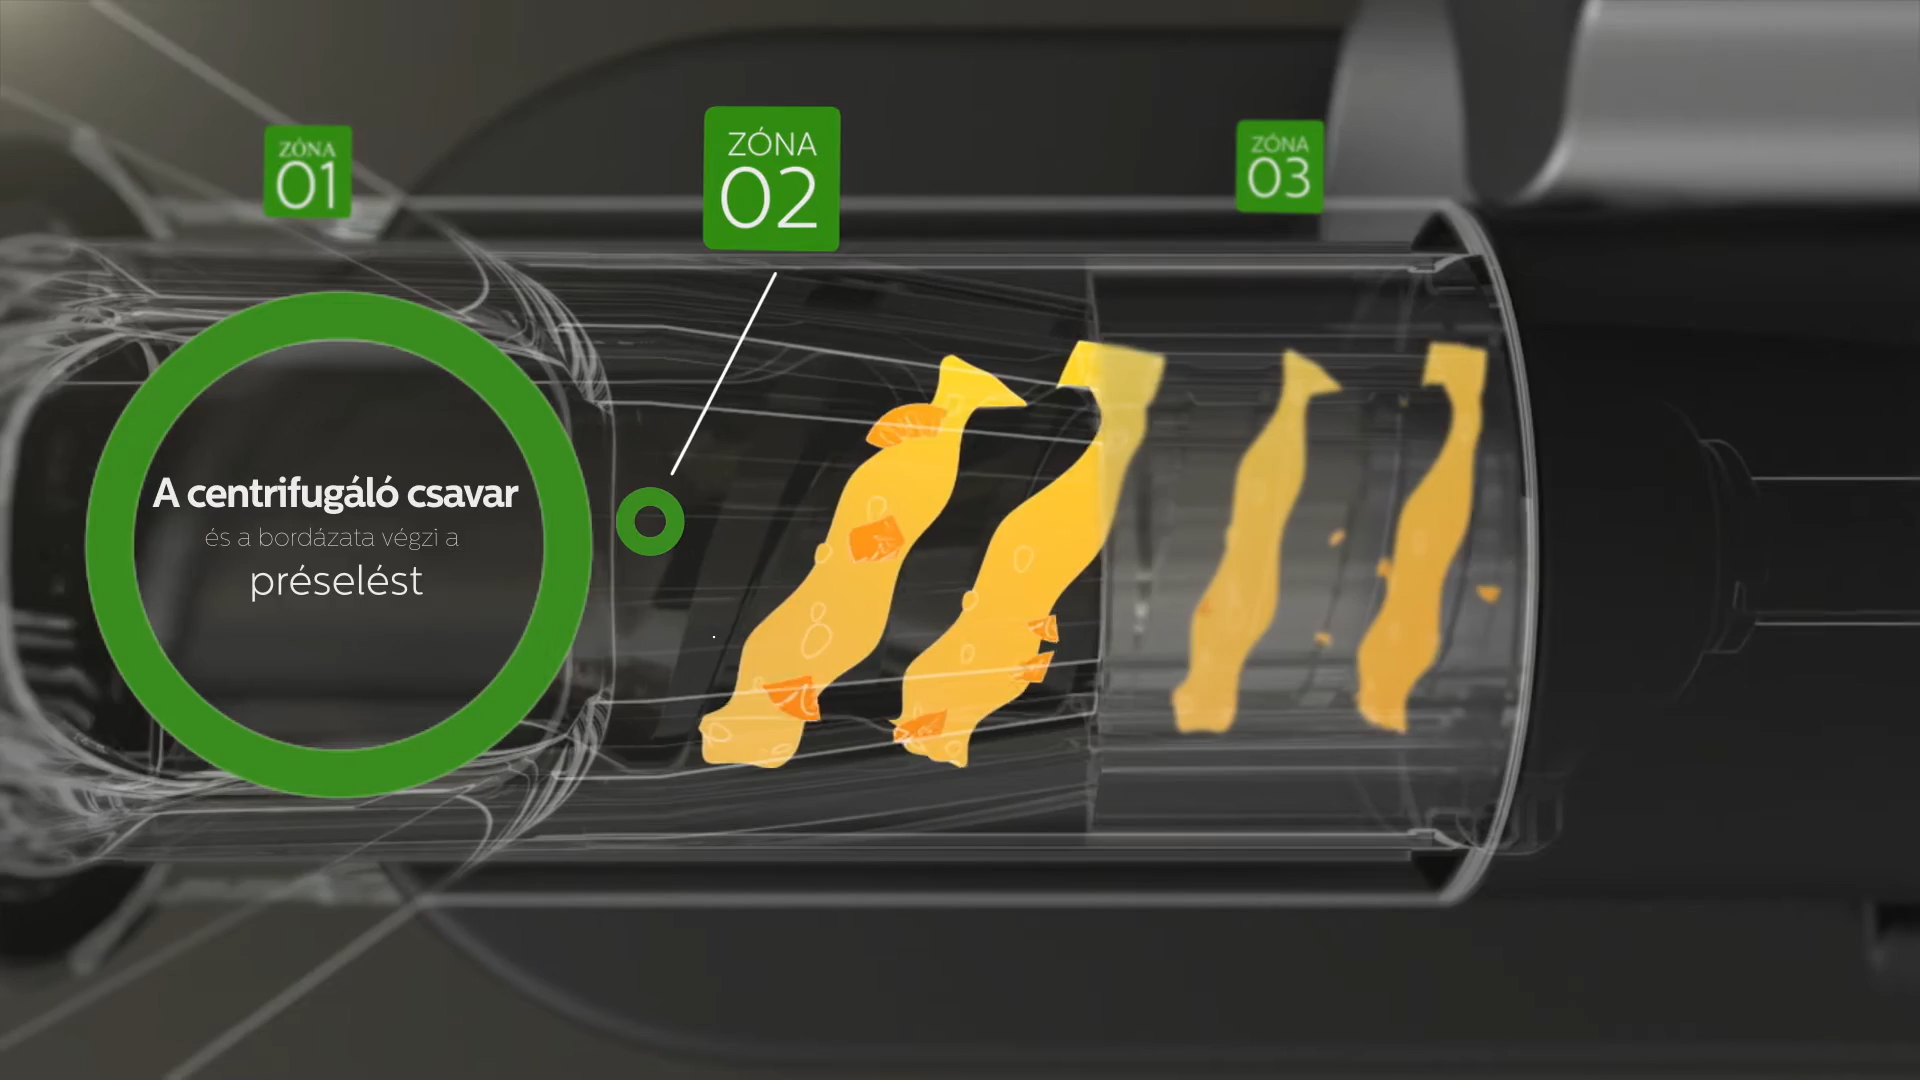 ZÓNA
01
ZÓNA
02
ZÓNA
03
A centrifugáló csavar
és a bordázata végzi a
préselést